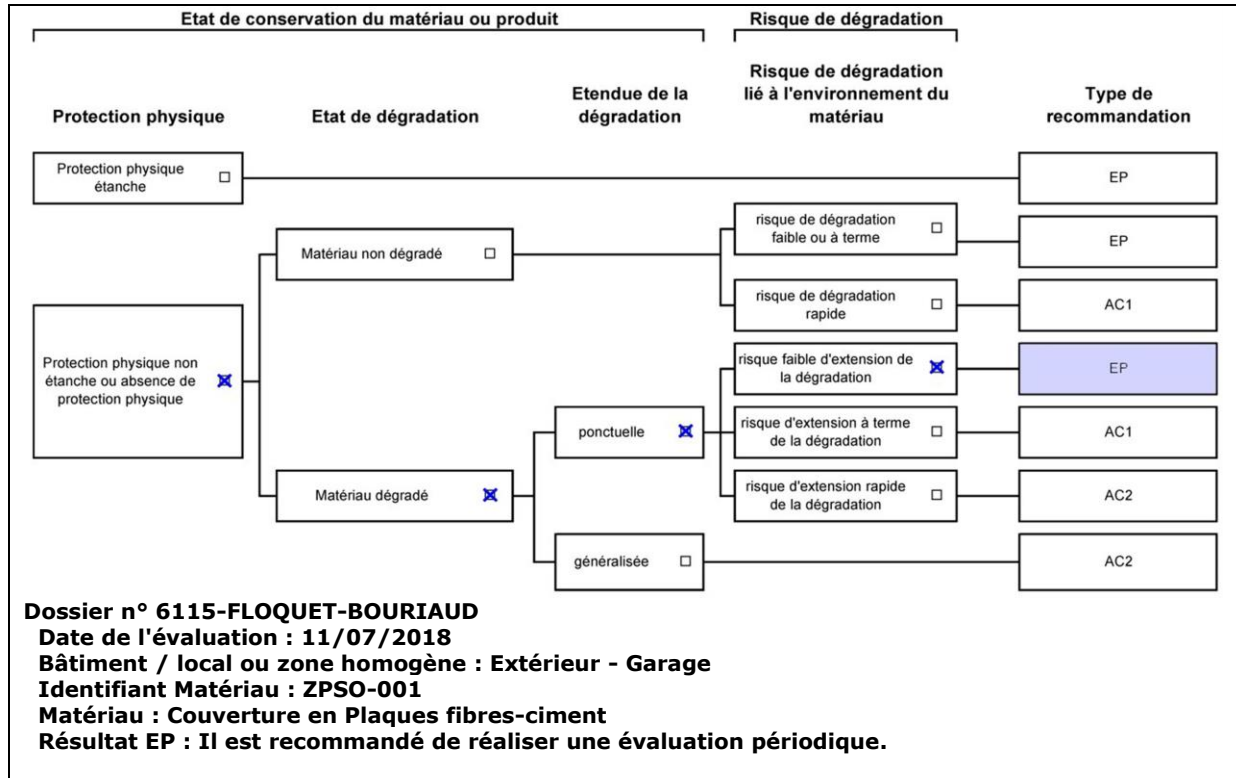 Etat de conservation du matériau ou produit
Risque de dégradation
Protection physique
Etat de dégradation
Etendue de la
dégradation
Risque de dégradation
lié à l'environnement du
matériau
Type de
recommandation
Protection physique
étanche
EP
risque de dégradation
faible ou à terme
EP
Matériau non dégradé
risque de dégradation
rapide
AC1
Protection physique non
étanche ou absence de
protection physique
risque faible d'extension de
la dégradation
EP
ponctuelle
risque d'extension à terme
de la dégradation
AC1
Matériau dégradé
risque d'extension rapide
de la dégradation
AC2
généralisée
AC2
Dossier n° 6115-FLOQUET-BOURIAUD
Date de l'évaluation : 11/07/2018
Bâtiment / local ou zone homogène : Extérieur - Garage
Identifiant Matériau : ZPSO-001
Matériau : Couverture en Plaques fibres-ciment
Résultat EP : Il est recommandé de réaliser une évaluation périodique.